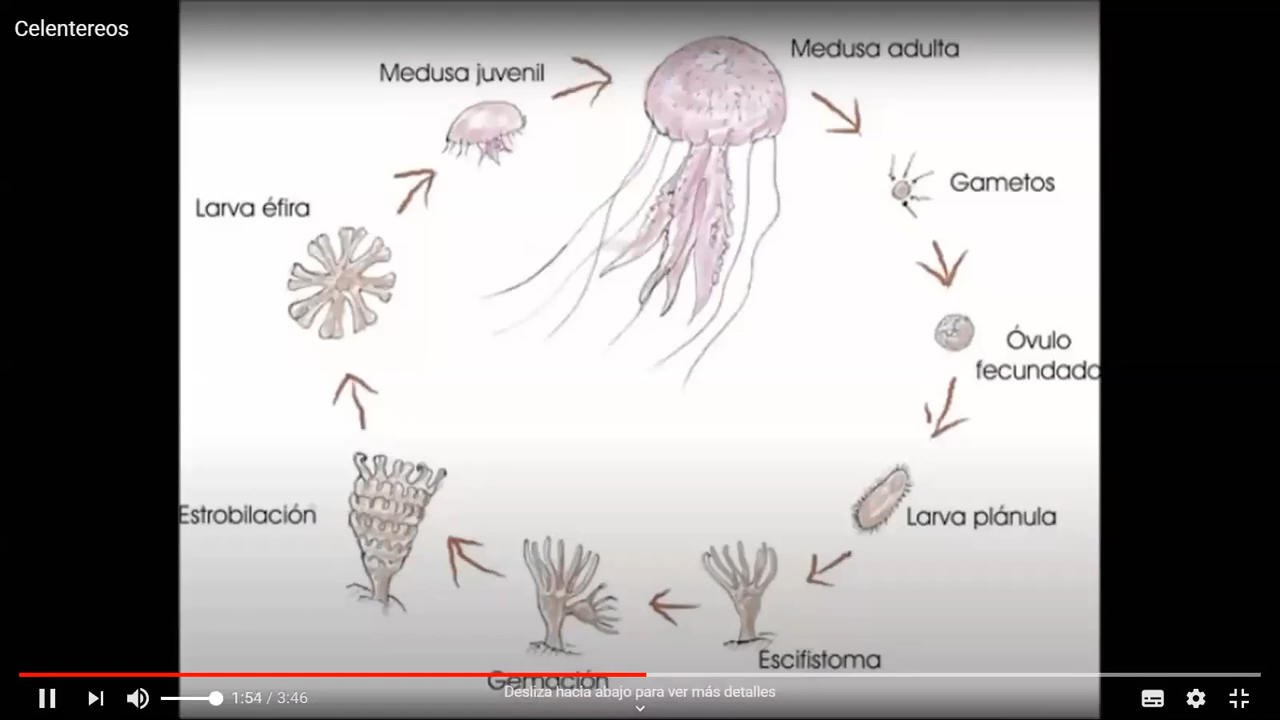 Celentereos
Medusa adulta
Medusa juvenil
Gametos
Larva éfira
Óvulo
fecundado
Estrobilación
Larva plánula
Escifistoma
Gemación
Desliza hacia abajo para ver más detalles
1:54 / 3:46